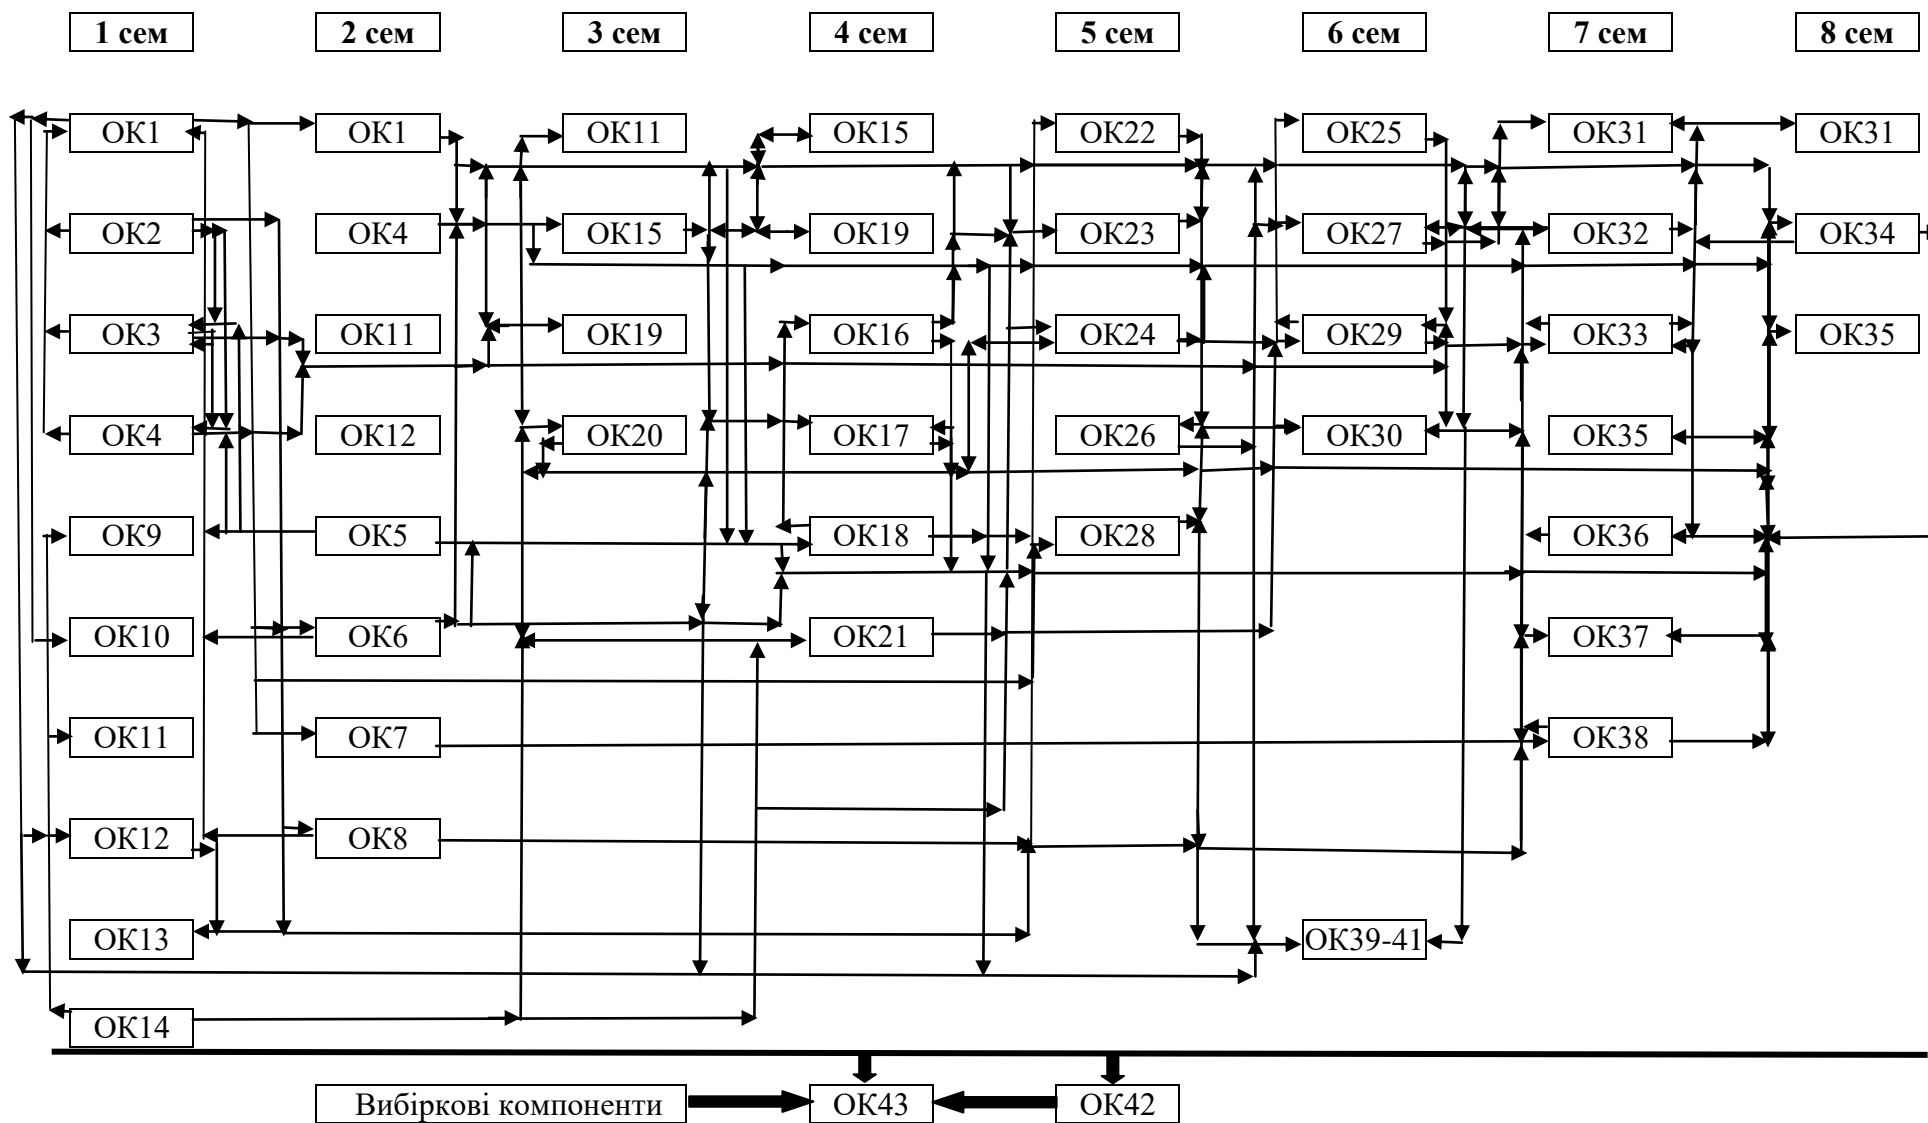 1 сем 2 сем 3 сем 4 сем 5 сем 6 сем 7 сем 8 сем
ОК1 ОК1 ОК11 ОК15 ОК22 ОК25 ОК31 ОК31
ОК2 ОК4 ОК15 ОК19 ОК23 ОК27 ОК32 ОК34
ОК3 ОК11 ОК19 ОК16 ОК24 ОК29 ОК33 ОК35
ОК4 ОК12 ОК20 ОК17 ОК26 ОК30 ОК35
ОК9 ОК5 ОК18 ОК28 ОК36
ОК10 ОК6 ОК21 ОК37
ОК11 ОК7 ОК38
ОК12 ОК8
ОК13 ОК39-41
ОК14
Вибіркові компоненти ОК43 ОК42